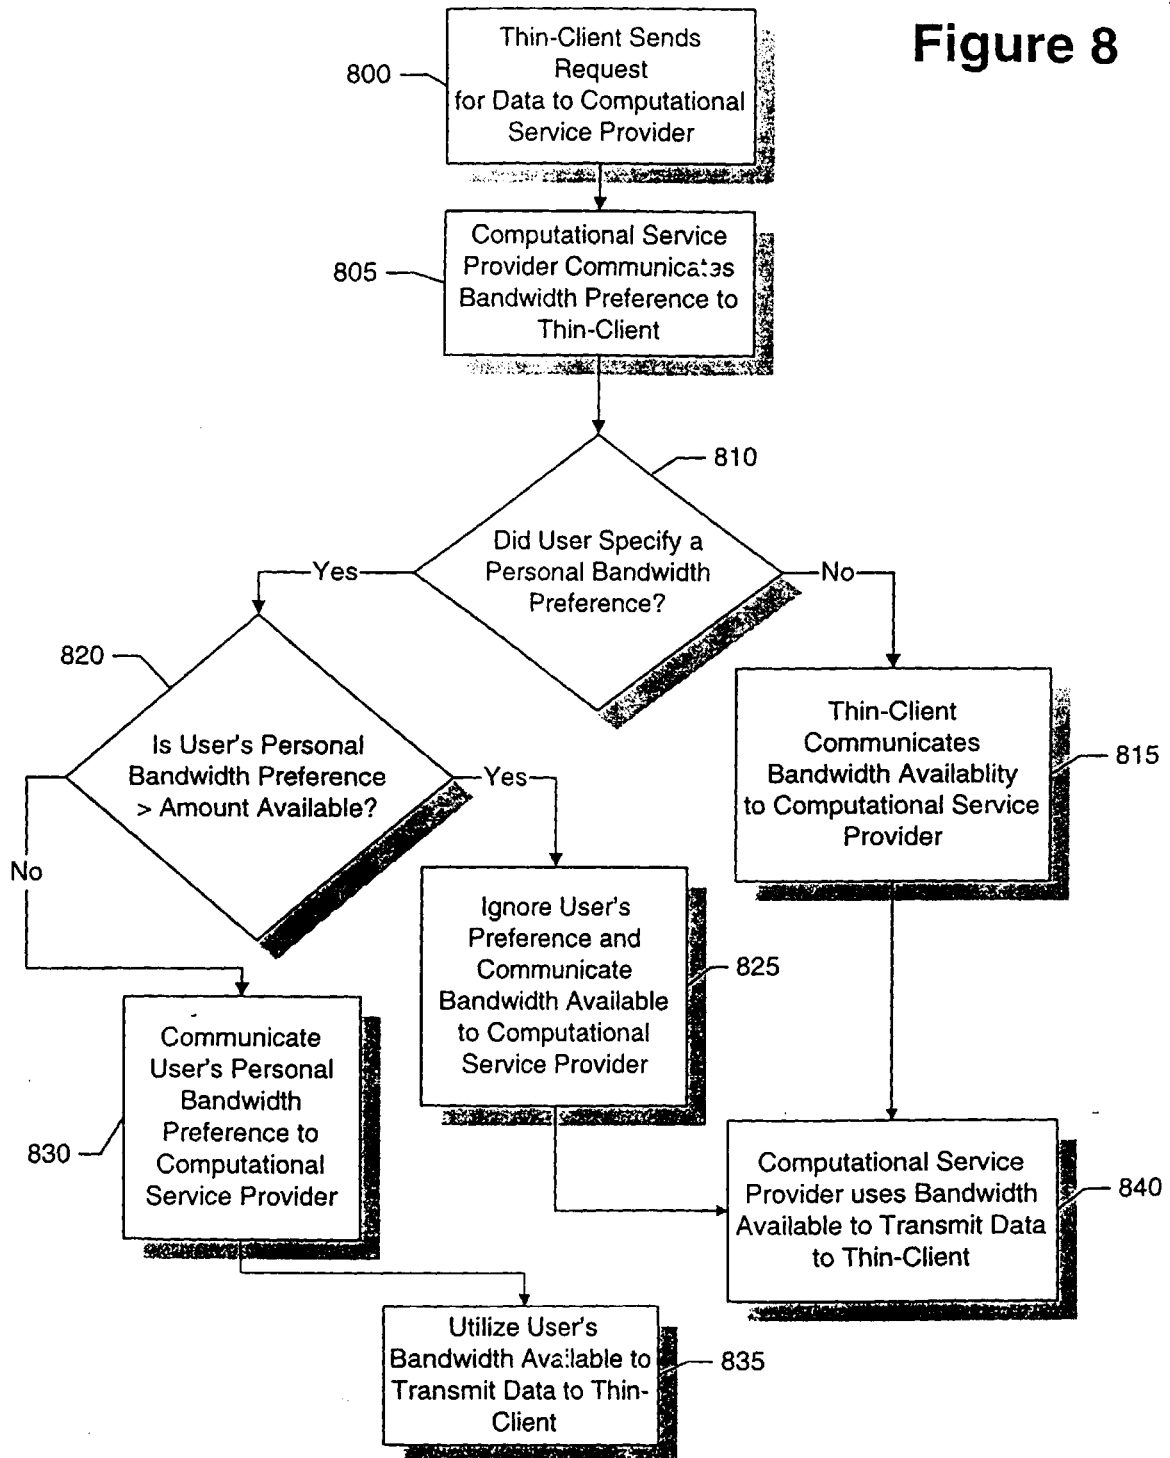 Figure 8
Thin-Client Sends
Request
for Data to Computational
Service Provider
800
Computational Service
Provider Communicates
Bandwidth Preference to
Thin-Client
805
810
Did User Specify a
Personal Bandwidth
Preference?
Yes
No
820
Is User's Personal
Bandwidth Preference
> Amount Available?
Yes
No
Thin-Client
Communicates
Bandwidth Availablity
to Computational Service
Provider
815
Ignore User's
Preference and
Communicate
Bandwidth Available
to Computational
Service Provider
825
Communicate
User's Personal
Bandwidth
Preference to
Computational
Service Provider
830
Computational Service
Provider uses Bandwidth
Available to Transmit Data
to Thin-Client
840
Utilize User's
Bandwidth Available to
Transmit Data to Thin-
Client
835